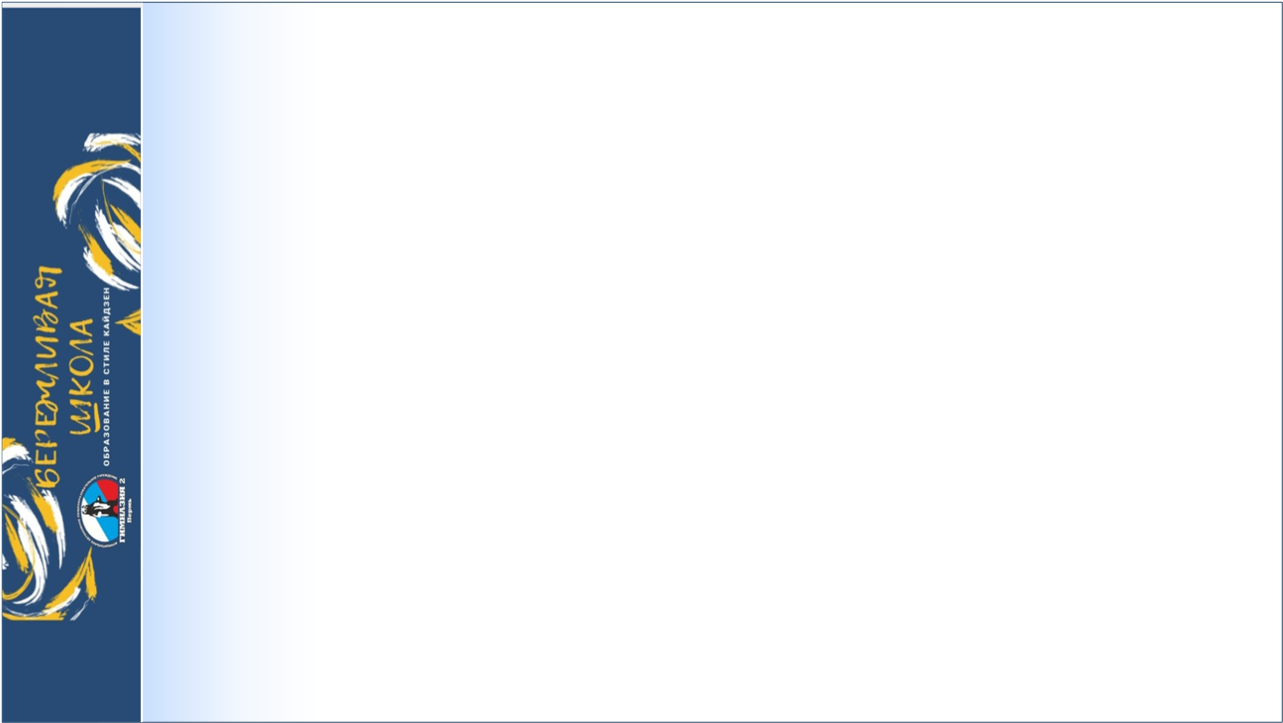 БЕРЕЖЛИВАЯ
ШКОЛА
ОБРАЗОВАНИЕ В СТИЛЕ КАЙДЗЕН
ГИМНАЗИЯ 2
Пермь